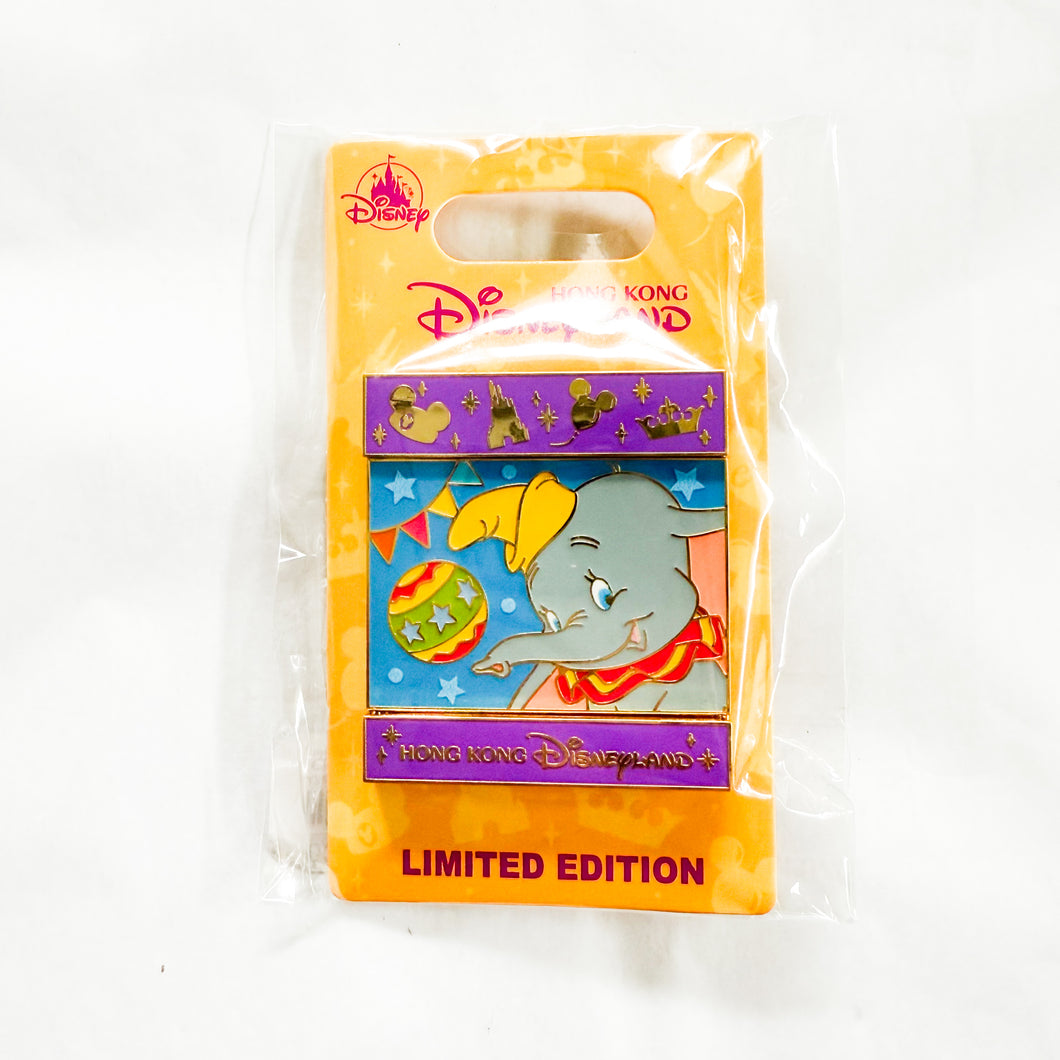 Disney
HONG KONG
Disneyland
HONG KONG Disneyland
LIMITED EDITION